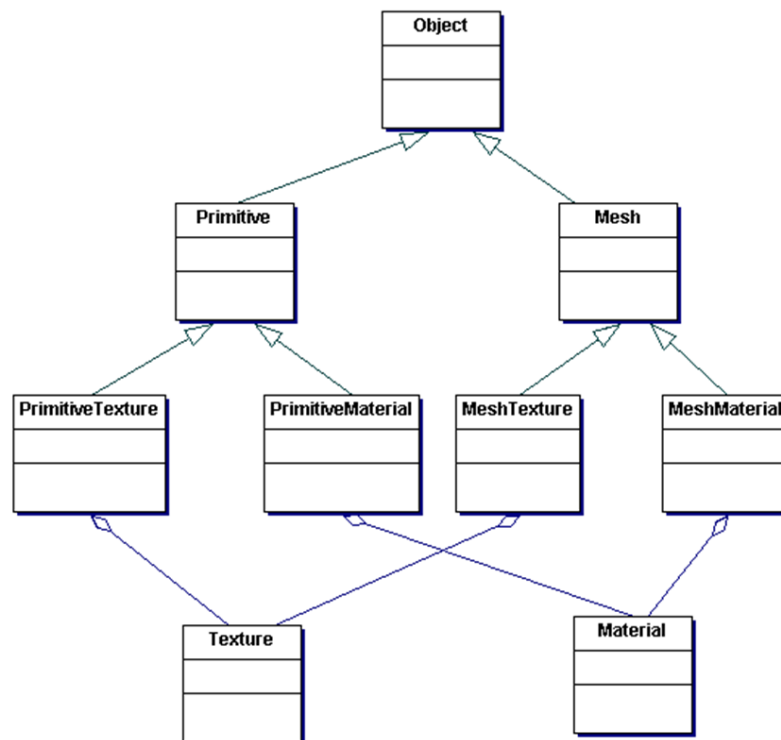 Object
Primitive
Mesh
PrimitiveTexture
PrimitiveMaterial
MeshTexture
MeshMaterial
Texture
Material